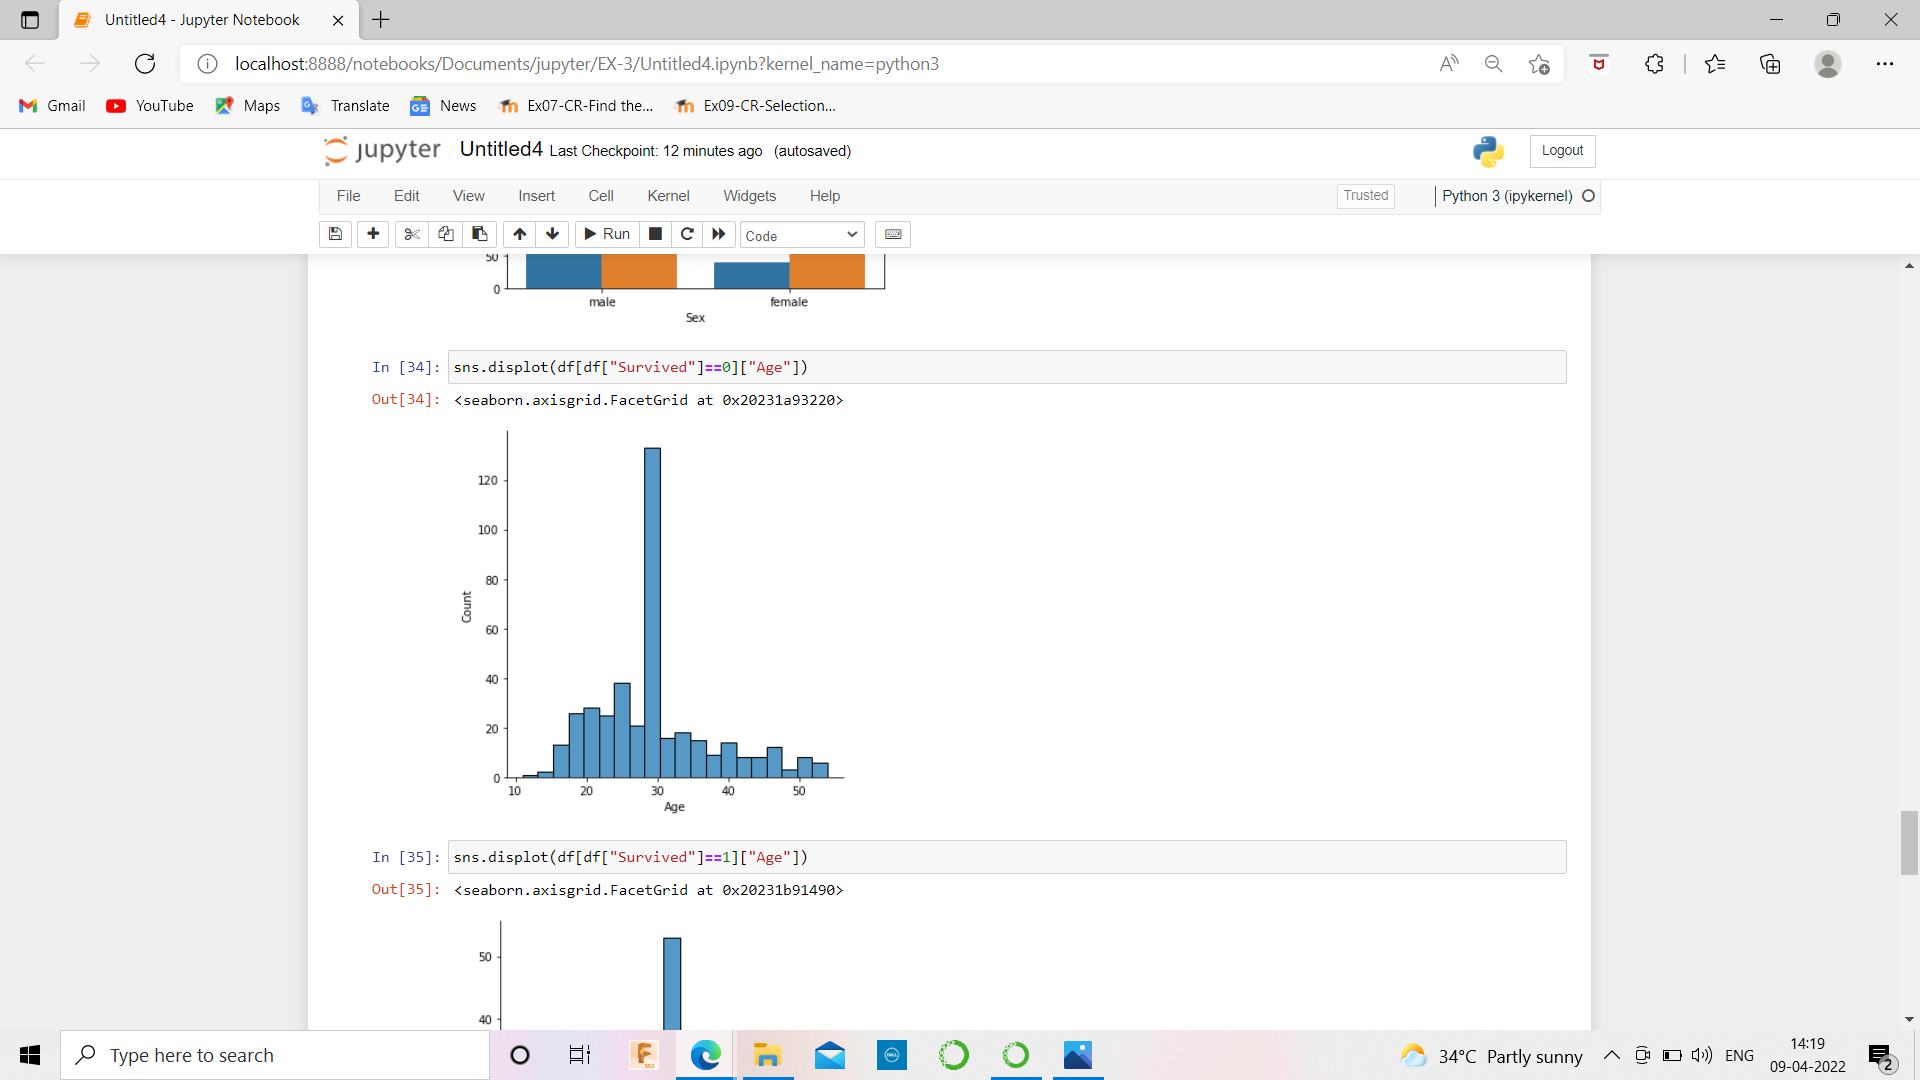 Untitled4 - Jupyter Notebook
localhost:8888/notebooks/Documents/jupyter/EX-3/Untitled4.ipynb?kernel_name=python3
Gmail YouTube Maps Translate News Ex07-CR-Find the... Ex09-CR-Selection...
jupyter Untitled4 Last Checkpoint: 12 minutes ago (autosaved) Logout
File Edit View Insert Cell Kernel Widgets Help Trusted Python 3 (ipykernel)
Run Code
50
0
male female
Sex
In [34]: sns.displot(df[df["Survived"]==0]["Age"])
Out[34]: <seaborn.axisgrid.FacetGrid at 0x20231a93220>
120
100
80
Count
60
40
20
0
10 20 30 40 50
Age
In [35]: sns.displot(df[df["Survived"]==1]["Age"])
Out[35]: <seaborn.axisgrid.FacetGrid at 0x20231b91490>
50
40
Type here to search
34°C Partly sunny ENG
14:19
09-04-2022
2